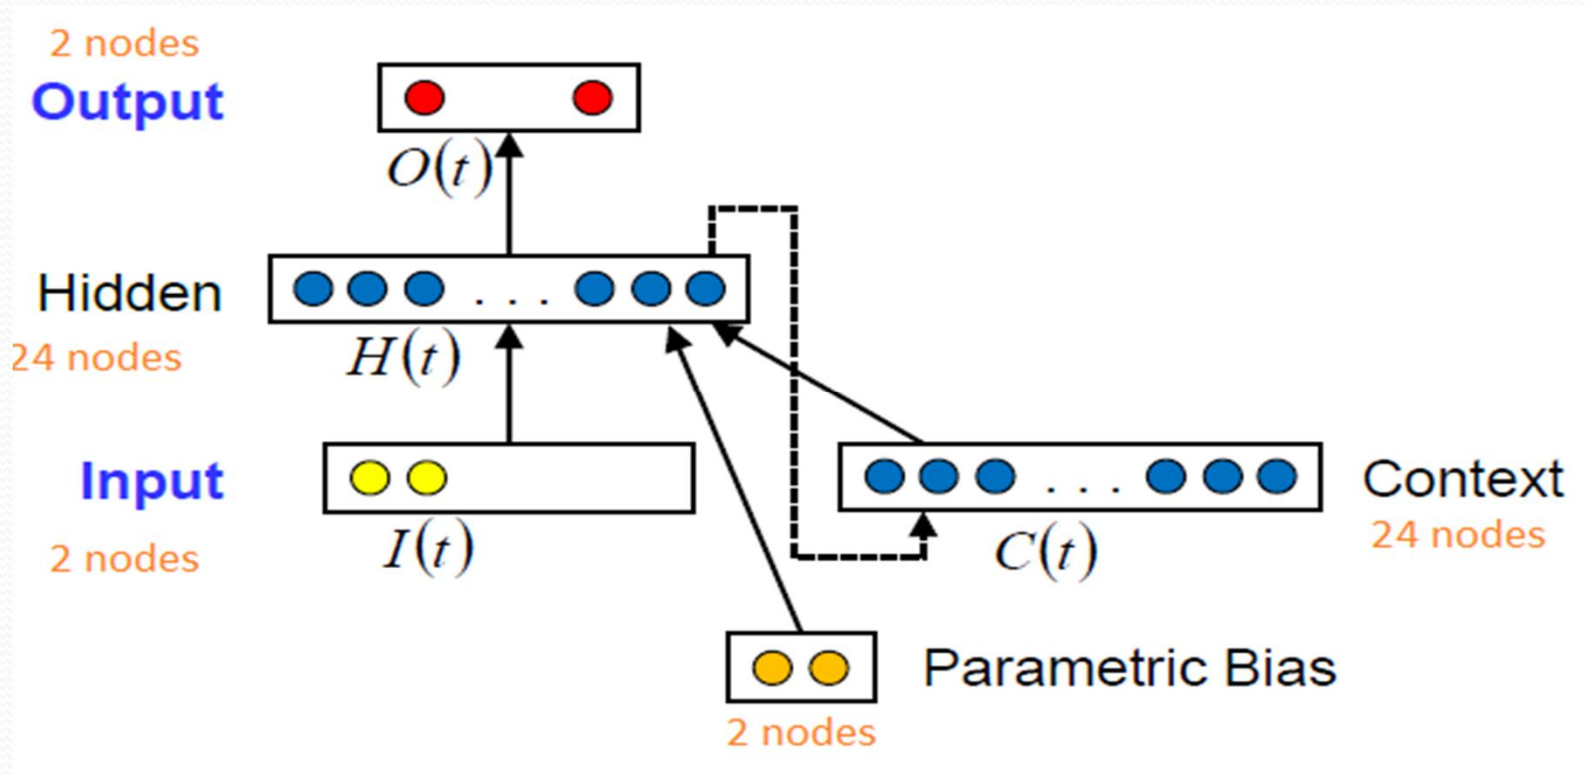 2 nodes
Output
O(t)
Hidden
. . .
24 nodes
H(t)
Input
2 nodes
I(t)
. . .
Context
24 nodes
C(t)
Parametric Bias
2 nodes